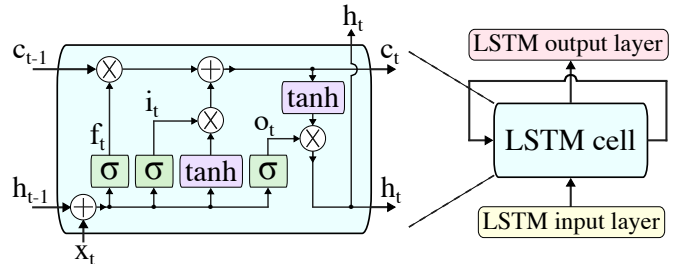 h_t
c_{t-1}
c_t
tanh
i_t
o_t
f_t
σ
σ
tanh
σ
h_{t-1}
h_t
x_t
LSTM output layer
LSTM cell
LSTM input layer